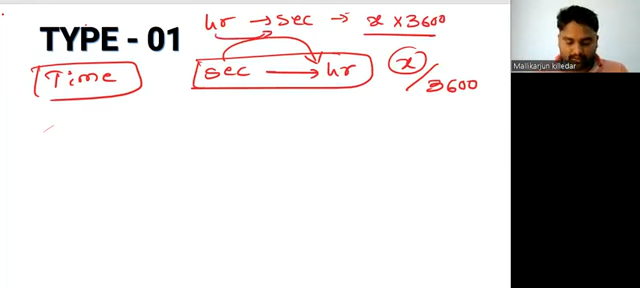 hr → sec → x × 3600
TYPE - 01
Time
sec → hr
x/3600
Mallikarjun killedar